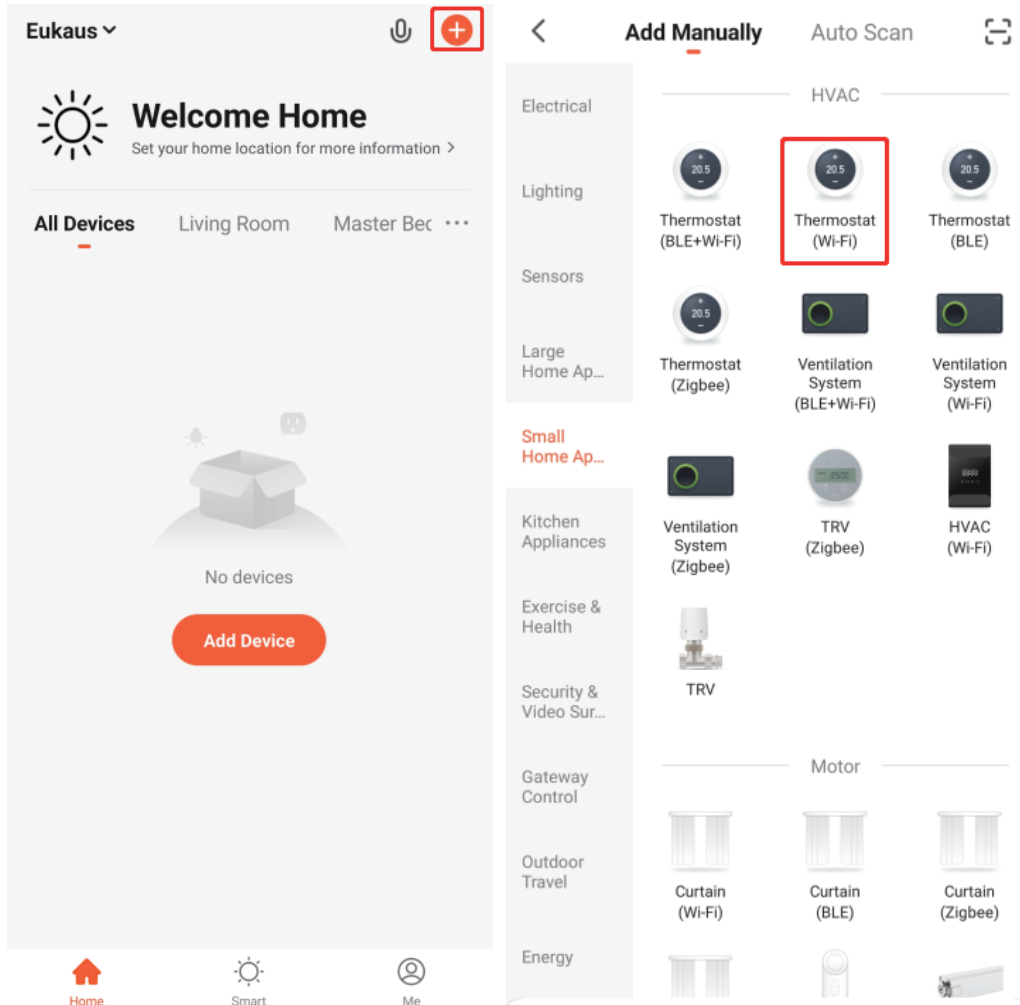 Eukaus
Welcome Home
Set your home location for more information >
All Devices Living Room Master Bec ...
No devices
Add Device
Home Smart Me
Add Manually Auto Scan
Electrical
Lighting
Sensors
Large
Home Ap...
Small
Home Ap...
Kitchen
Appliances
Exercise &
Health
Security &
Video Sur...
Gateway
Control
Outdoor
Travel
Energy
HVAC
20.5 20.5 20.5
Thermostat Thermostat Thermostat
(BLE+Wi-Fi) (Wi-Fi) (BLE)
20.5
Thermostat Ventilation Ventilation
(Zigbee) System System
(BLE+Wi-Fi) (Wi-Fi)
Ventilation TRV HVAC
System (Zigbee) (Wi-Fi)
(Zigbee)
TRV
Motor
Curtain Curtain Curtain
(Wi-Fi) (BLE) (Zigbee)